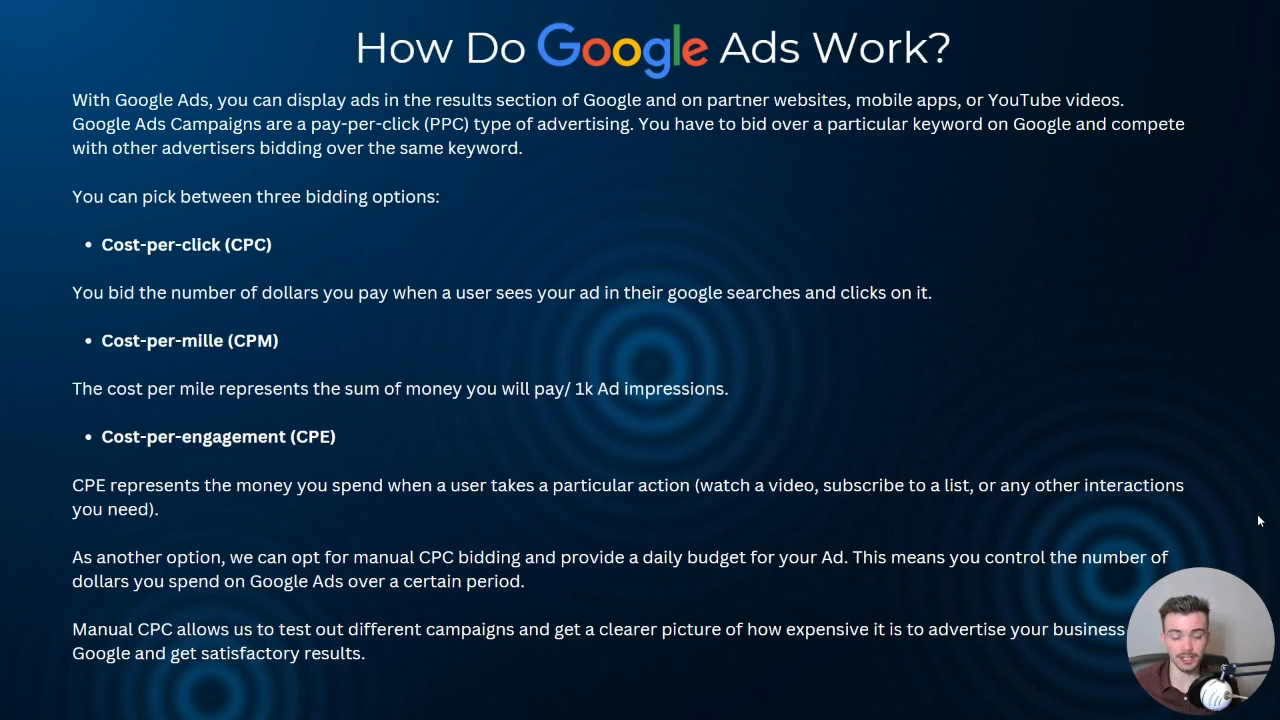 How Do Google Ads Work?
With Google Ads, you can display ads in the results section of Google and on partner websites, mobile apps, or YouTube videos.
Google Ads Campaigns are a pay-per-click (PPC) type of advertising. You have to bid over a particular keyword on Google and compete
with other advertisers bidding over the same keyword.
You can pick between three bidding options:
• Cost-per-click (CPC)
You bid the number of dollars you pay when a user sees your ad in their google searches and clicks on it.
• Cost-per-mille (CPM)
The cost per mile represents the sum of money you will pay/ 1k Ad impressions.
• Cost-per-engagement (CPE)
CPE represents the money you spend when a user takes a particular action (watch a video, subscribe to a list, or any other interactions
you need).
As another option, we can opt for manual CPC bidding and provide a daily budget for your Ad. This means you control the number of
dollars you spend on Google Ads over a certain period.
Manual CPC allows us to test out different campaigns and get a clearer picture of how expensive it is to advertise your business
Google and get satisfactory results.